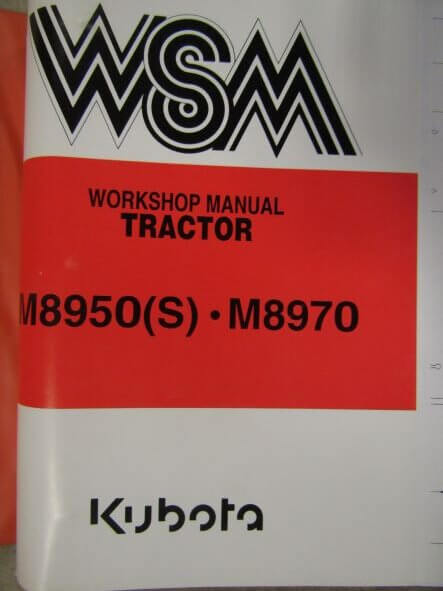 WSM
WORKSHOP MANUAL
TRACTOR
M8950(S) · M8970
Kubota